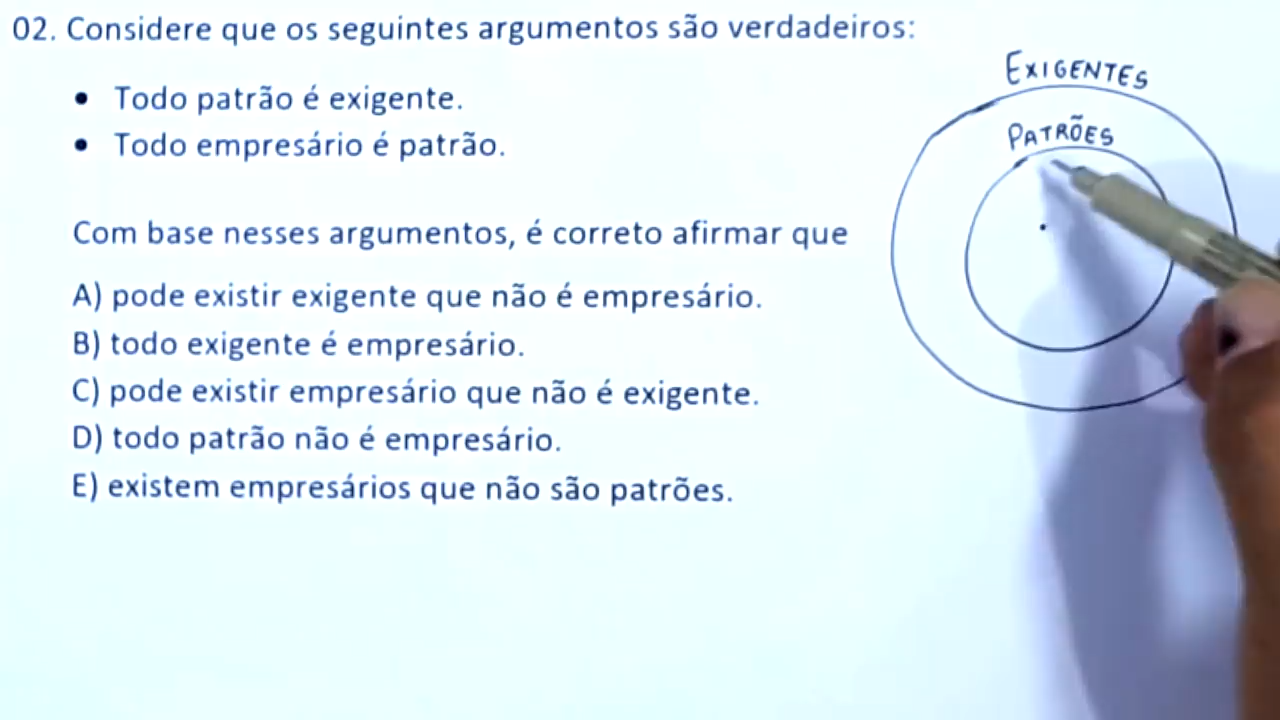 02. Considere que os seguintes argumentos são verdadeiros:
• Todo patrão é exigente.
• Todo empresário é patrão.
Com base nesses argumentos, é correto afirmar que
A) pode existir exigente que não é empresário.
B) todo exigente é empresário.
C) pode existir empresário que não é exigente.
D) todo patrão não é empresário.
E) existem empresários que não são patrões.
EXIGENTES
PATRÕES